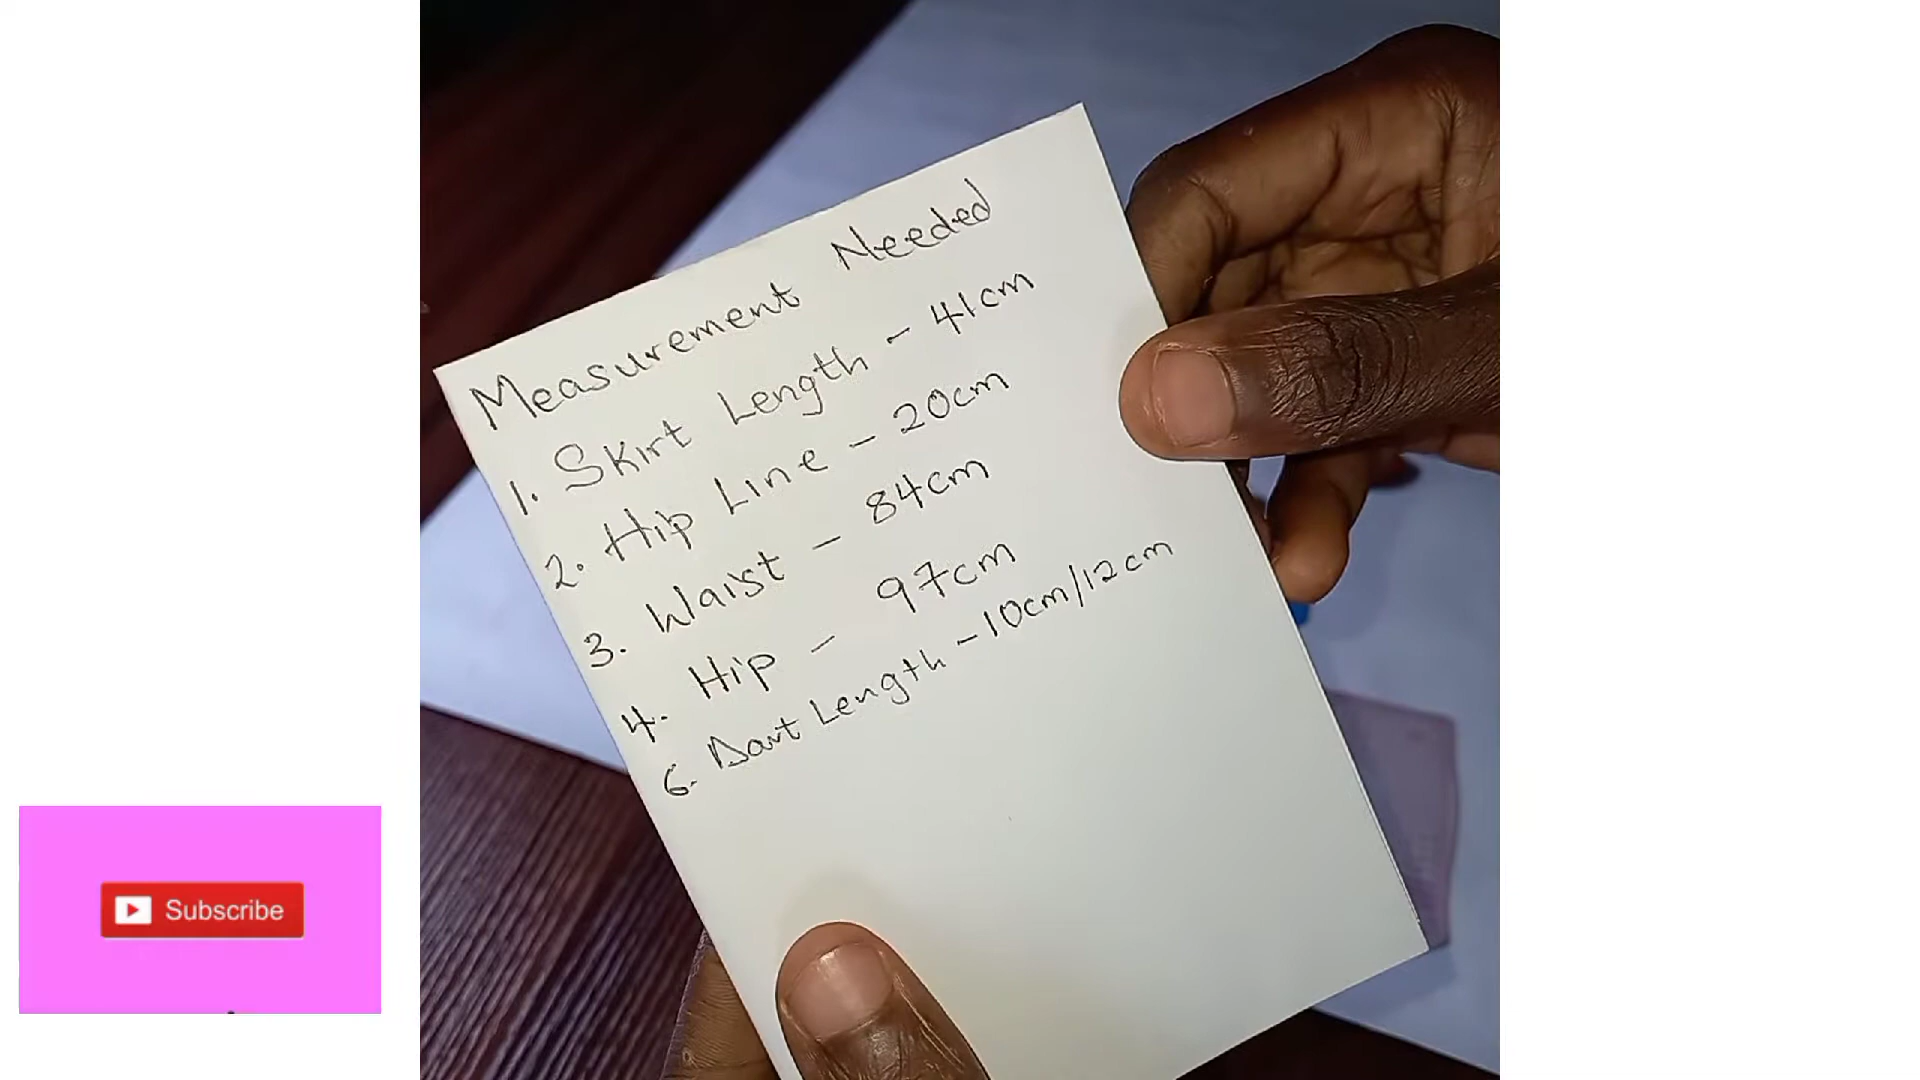 Measurement Needed
1. Skirt Length - 41cm
2. Hip Line - 20cm
3. Waist - 84cm
4. Hip - 97cm
6. Dart Length - 10cm/12cm
Subscribe